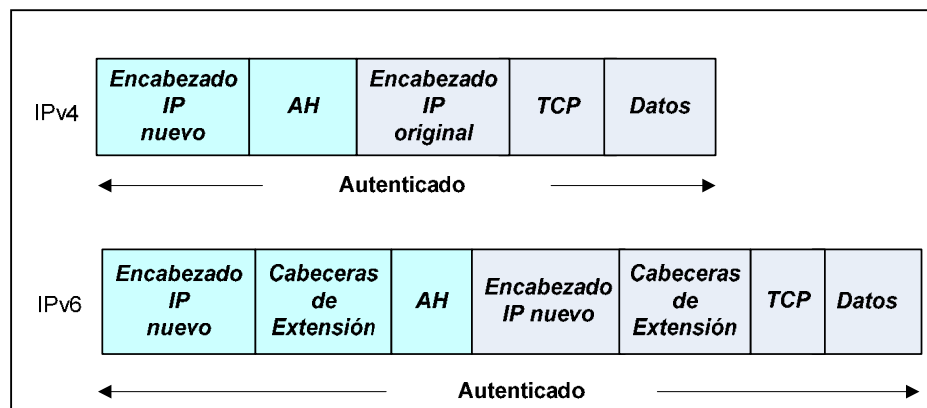 IPv4
Encabezado
IP
nuevo
AH
Encabezado
IP
original
TCP
Datos
Autenticado
IPv6
Encabezado
IP
nuevo
Cabeceras
de
Extensión
AH
Encabezado
IP nuevo
Cabeceras
de
Extensión
TCP
Datos
Autenticado